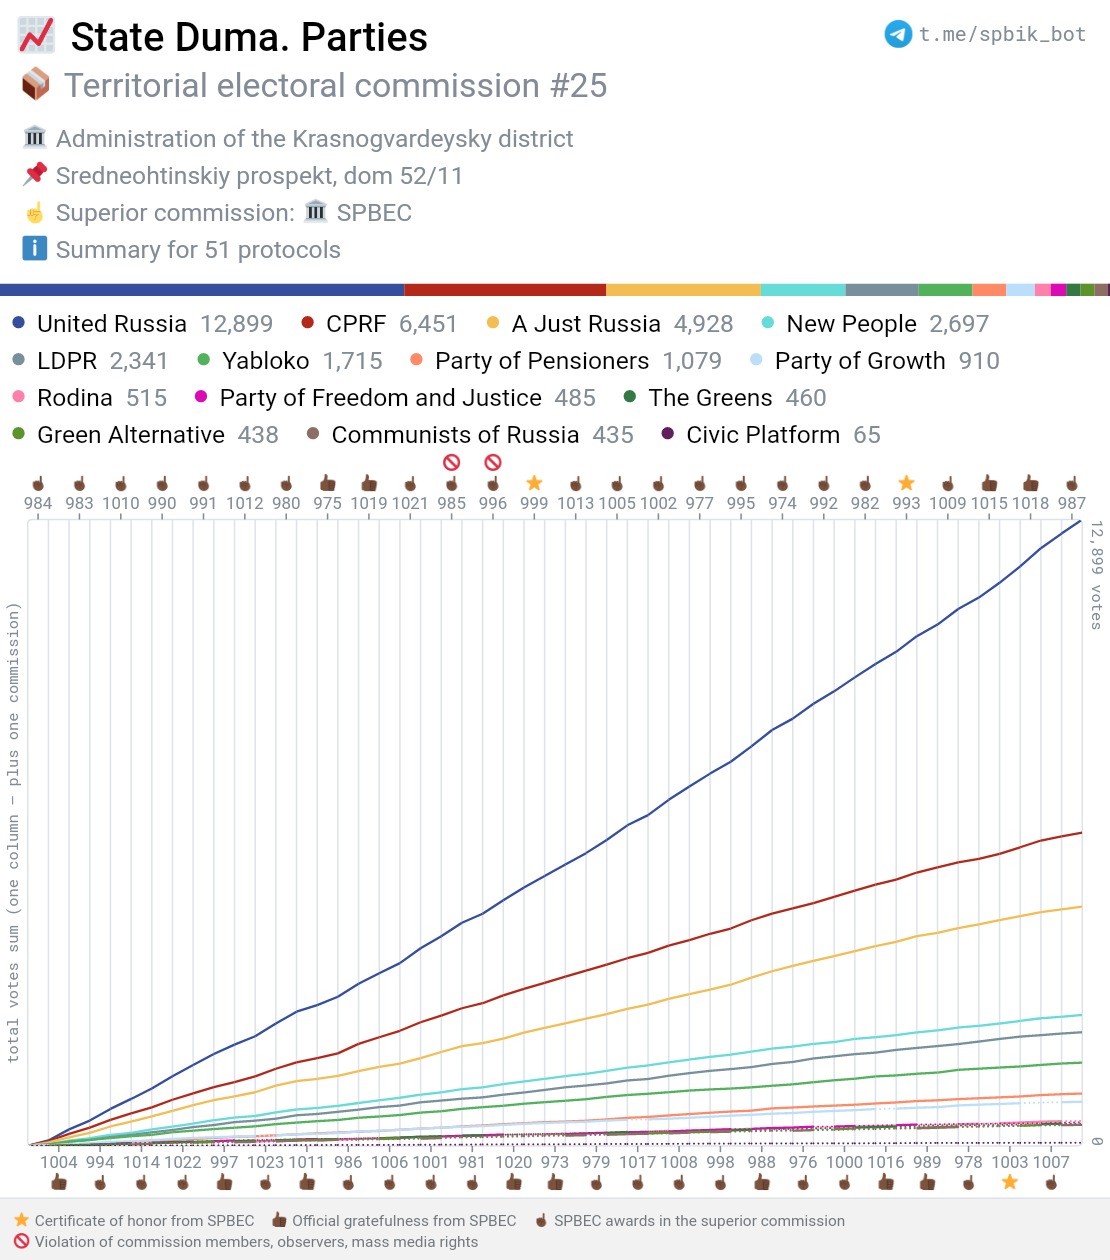 State Duma. Parties
t.me/spbik_bot
Territorial electoral commission #25
Administration of the Krasnogvardeysky district
Sredneohtinskiy prospekt, dom 52/11
Superior commission: SPBEC
Summary for 51 protocols
United Russia 12,899 CPRF 6,451 A Just Russia 4,928 New People 2,697
LDPR 2,341 Yabloko 1,715 Party of Pensioners 1,079 Party of Growth 910
Rodina 515 Party of Freedom and Justice 485 The Greens 460
Green Alternative 438 Communists of Russia 435 Civic Platform 65
984 983 1010 990 991 1012 980 975 1019 1021 985 996 999 1013 1005 1002 977 995 974 992 982 993 1009 1015 1018 987
12,899 votes
total votes sum (one column – plus one commission)
0
1004 994 1014 1022 997 1023 1011 986 1006 1001 981 1020 973 979 1017 1008 998 988 976 1000 1016 989 978 1003 1007
Certificate of honor from SPBEC Official gratefulness from SPBEC SPBEC awards in the superior commission
Violation of commission members, observers, mass media rights